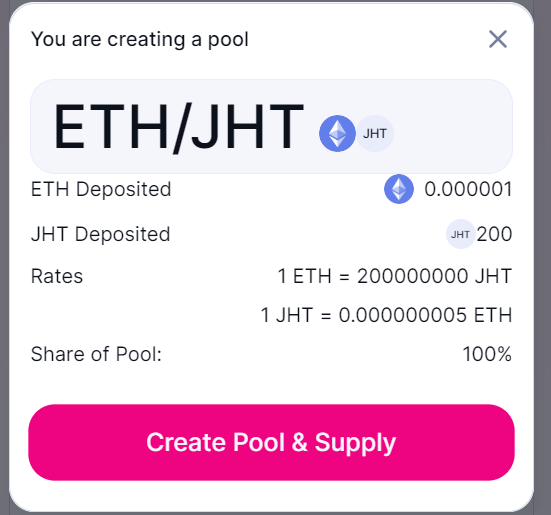 You are creating a pool
ETH/JHT JHT
ETH Deposited 0.000001
JHT Deposited JHT 200
Rates 1 ETH = 200000000 JHT
1 JHT = 0.000000005 ETH
Share of Pool: 100%
Create Pool & Supply